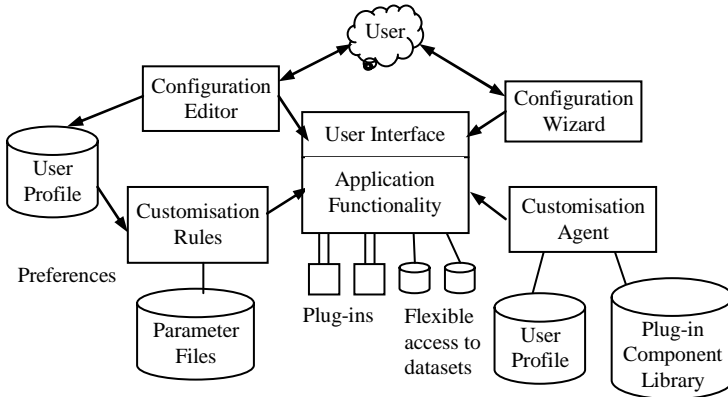 User
Configuration
Editor
Configuration
Wizard
User Interface
User
Profile
Application
Functionality
Customisation
Rules
Customisation
Agent
Preferences
Plug-ins
Flexible
access to
datasets
Parameter
Files
User
Profile
Plug-in
Component
Library